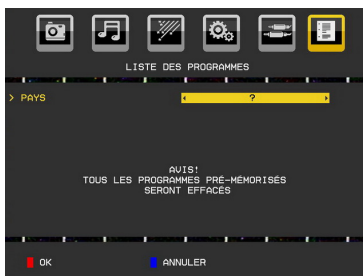 LISTE DES PROGRAMMES
> PAYS ?
AVIS!
TOUS LES PROGRAMMES PRÉ-MÉMORISÉS
SERONT EFFACÉS
OK ANNULER